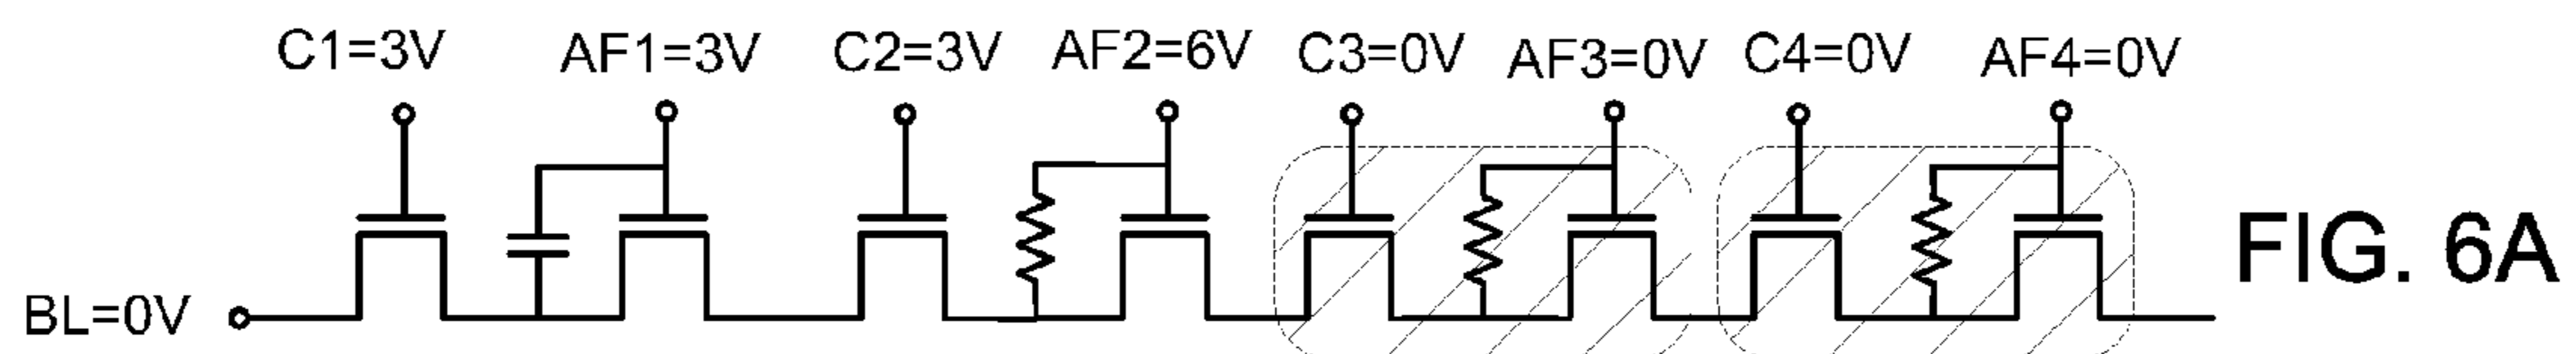 C1=3V AF1=3V C2=3V AF2=6V C3=0V AF3=0V C4=0V AF4=0V
FIG. 6A
BL=0V